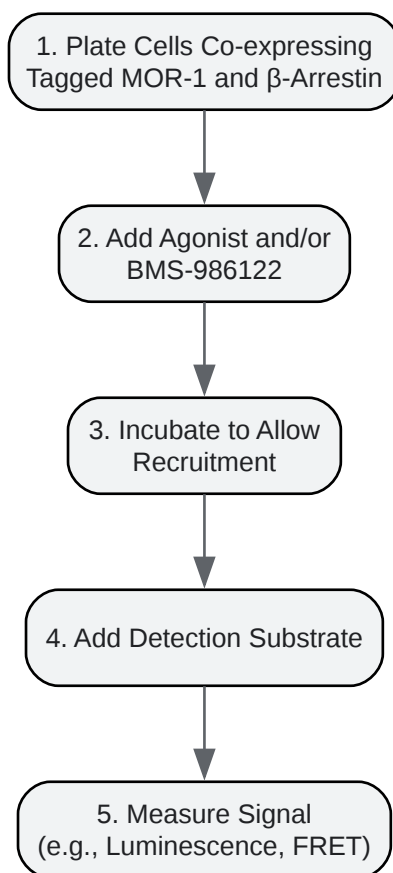 1. Plate Cells Co-expressing
Tagged MOR-1 and β-Arrestin
2. Add Agonist and/or
BMS-986122
3. Incubate to Allow
Recruitment
4. Add Detection Substrate
5. Measure Signal
(e.g., Luminescence, FRET)